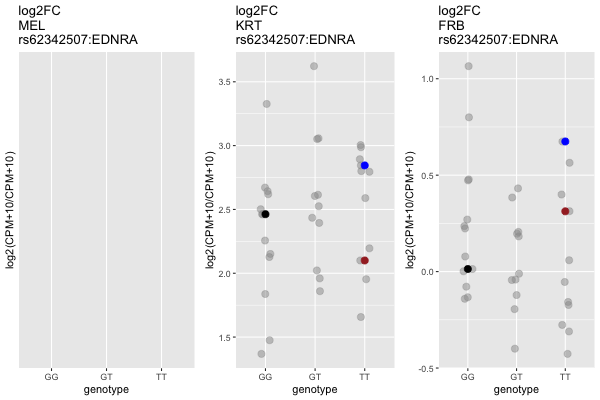 log2FC
MEL
rs62342507:EDNRA
log2(CPM+10/CPM+10)
GG GT TT
genotype
log2FC
KRT
rs62342507:EDNRA
log2(CPM+10/CPM+10)
3.5
3.0
2.5
2.0
1.5
GG GT TT
genotype
log2FC
FRB
rs62342507:EDNRA
log2(CPM+10/CPM+10)
1.0
0.5
0.0
-0.5
GG GT TT
genotype